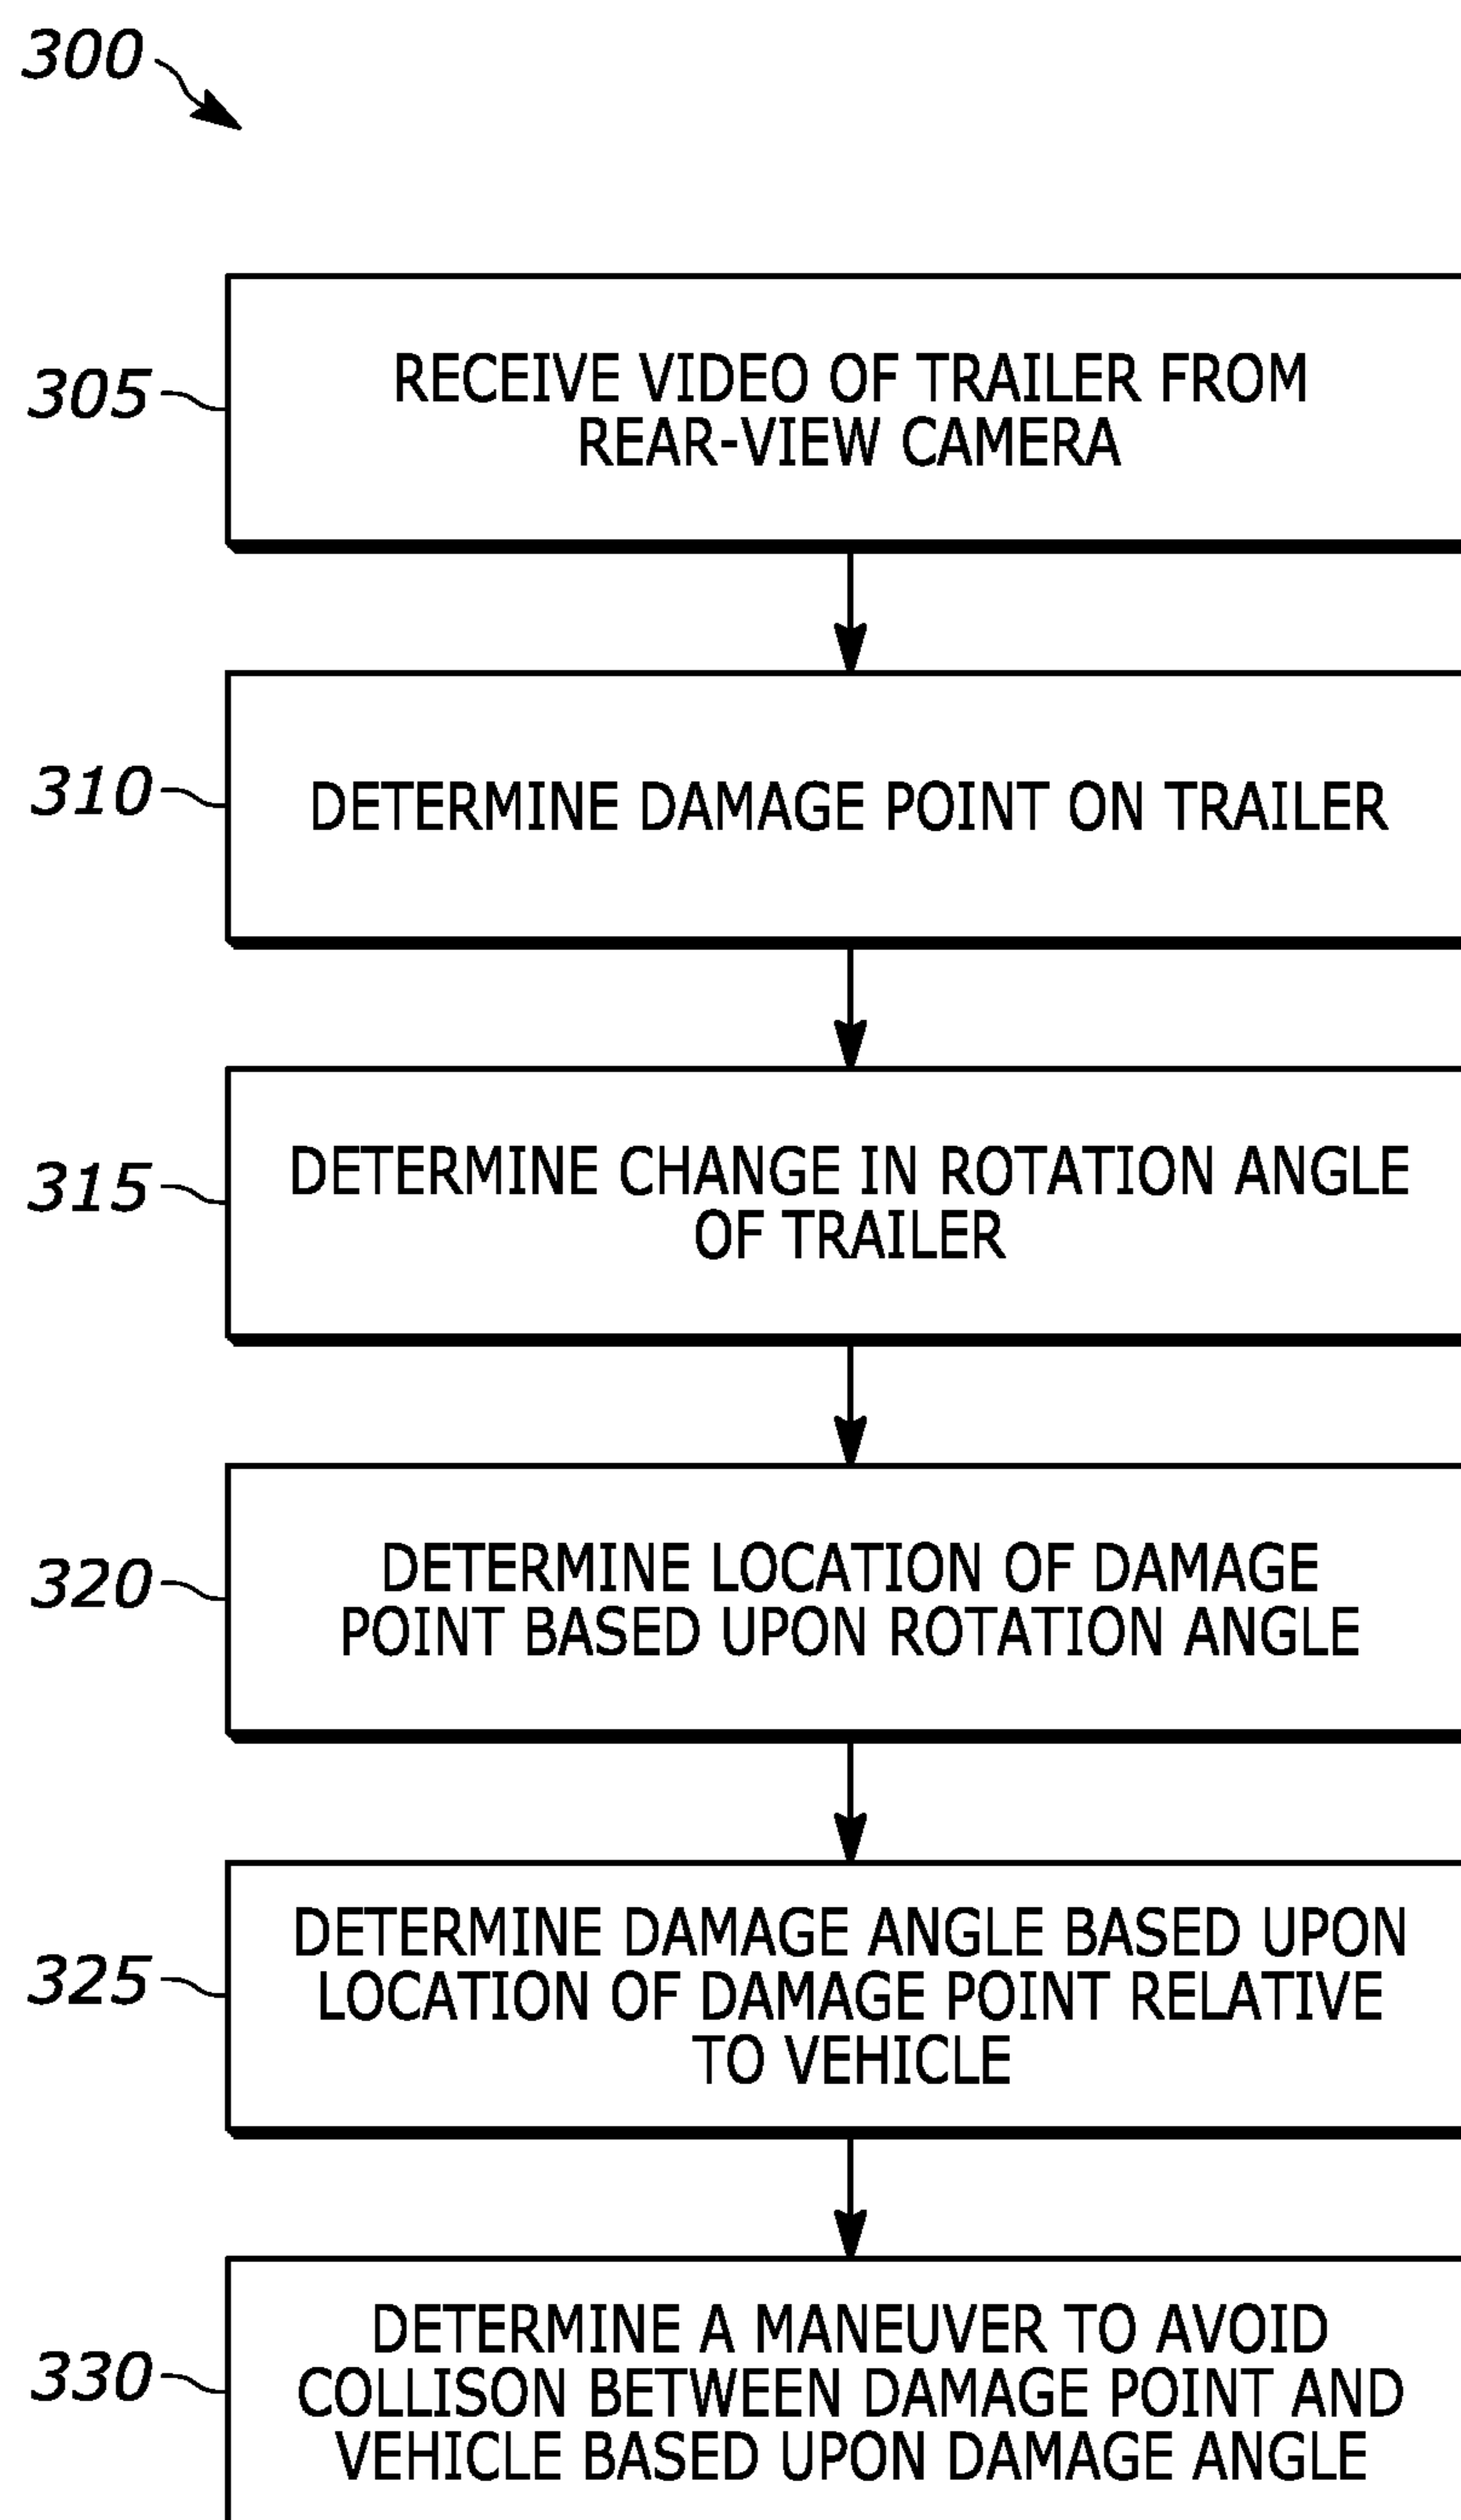 300
305
RECEIVE VIDEO OF TRAILER FROM
REAR-VIEW CAMERA
310
DETERMINE DAMAGE POINT ON TRAILER
315
DETERMINE CHANGE IN ROTATION ANGLE
OF TRAILER
320
DETERMINE LOCATION OF DAMAGE
POINT BASED UPON ROTATION ANGLE
325
DETERMINE DAMAGE ANGLE BASED UPON
LOCATION OF DAMAGE POINT RELATIVE
TO VEHICLE
330
DETERMINE A MANEUVER TO AVOID
COLLISON BETWEEN DAMAGE POINT AND
VEHICLE BASED UPON DAMAGE ANGLE